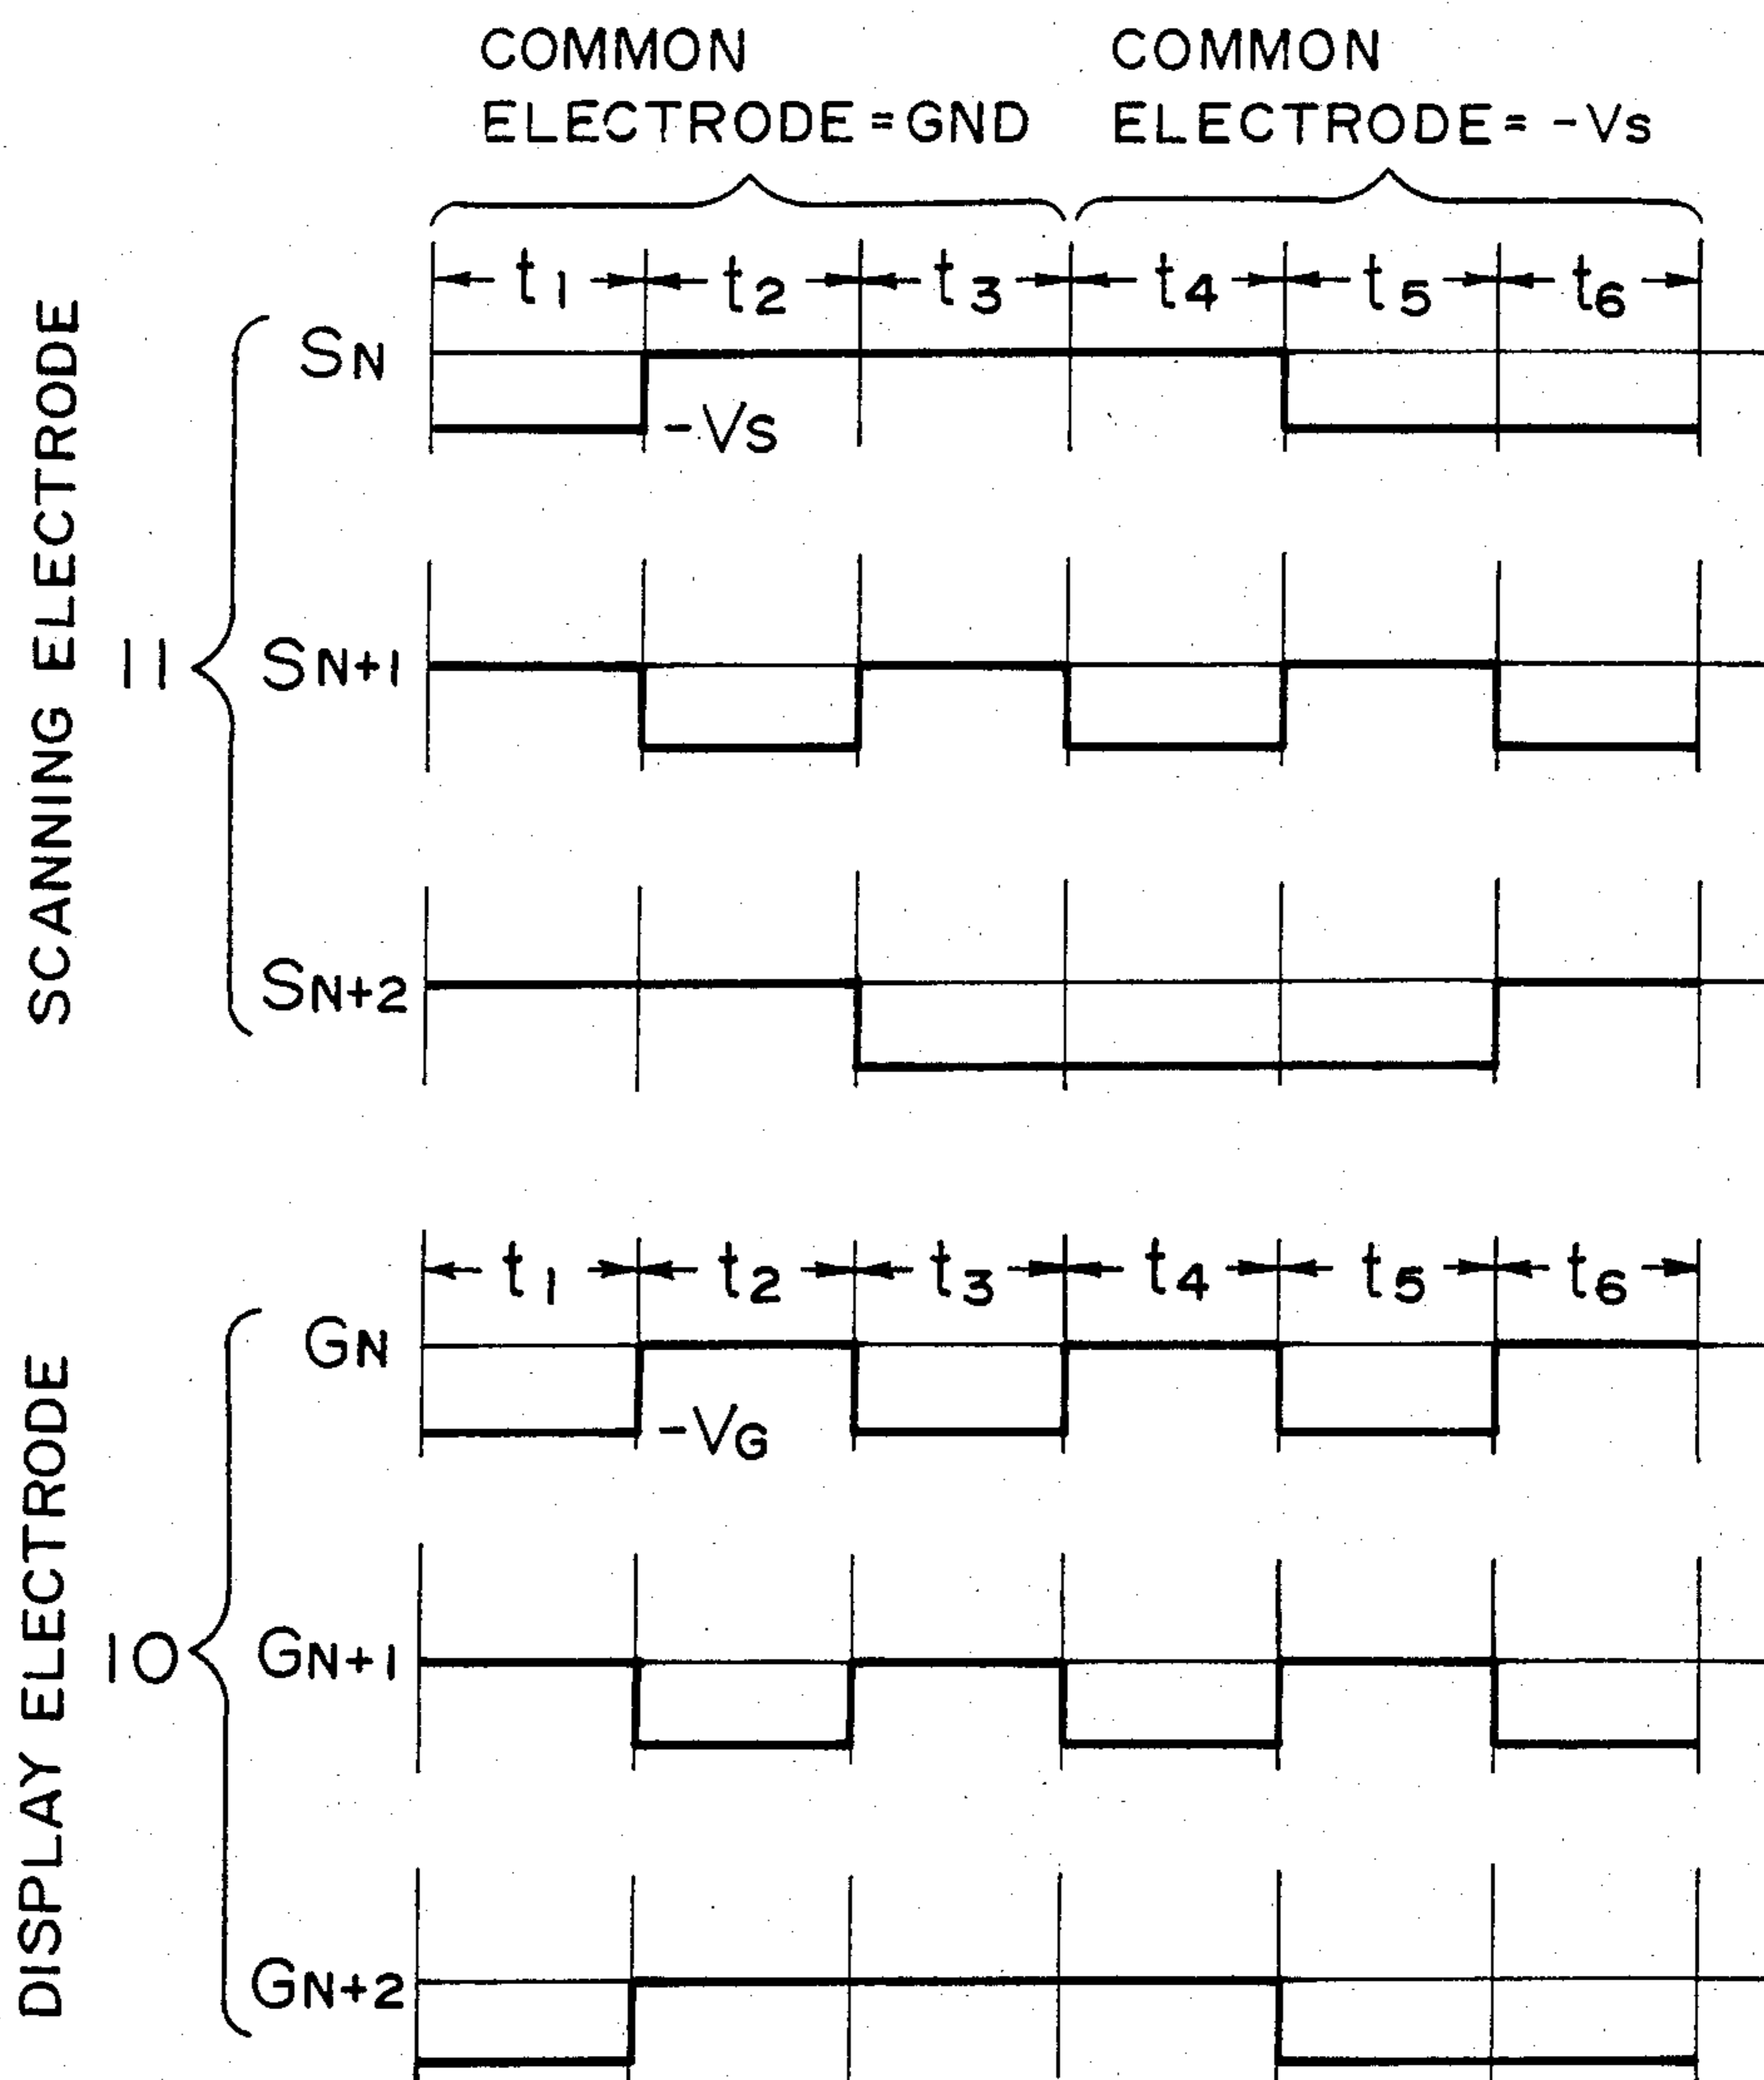 COMMON
ELECTRODE = GND
COMMON
ELECTRODE = -Vs
t1 t2 t3 t4 t5 t6
SCANNING ELECTRODE
11
SN
-Vs
SN+1
SN+2
t1 t2 t3 t4 t5 t6
DISPLAY ELECTRODE
10
GN
-VG
GN+1
GN+2